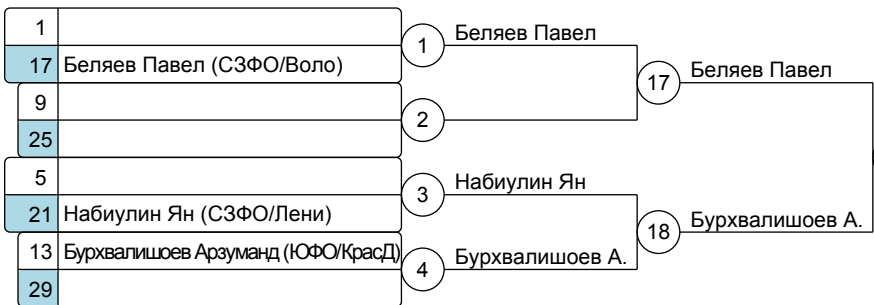 1
17 Беляев Павел (СЗФО/Воло)
9
25
5
21 Набиулин Ян (СЗФО/Лени)
13 Бурхвалишоев Арзуманд (ЮФО/КрасД)
29
1 Беляев Павел
2
3 Набиулин Ян
4 Бурхвалишоев А.
17 Беляев Павел
18 Бурхвалишоев А.